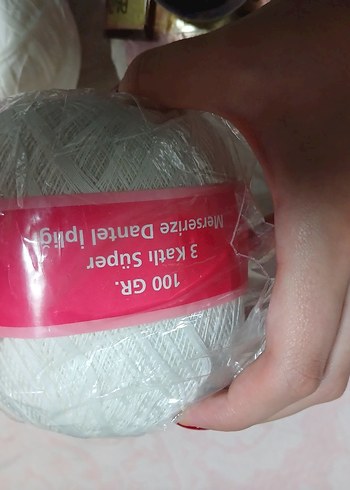 100 GR.
3 Katlı Süper
Merserize Dantel İpliği